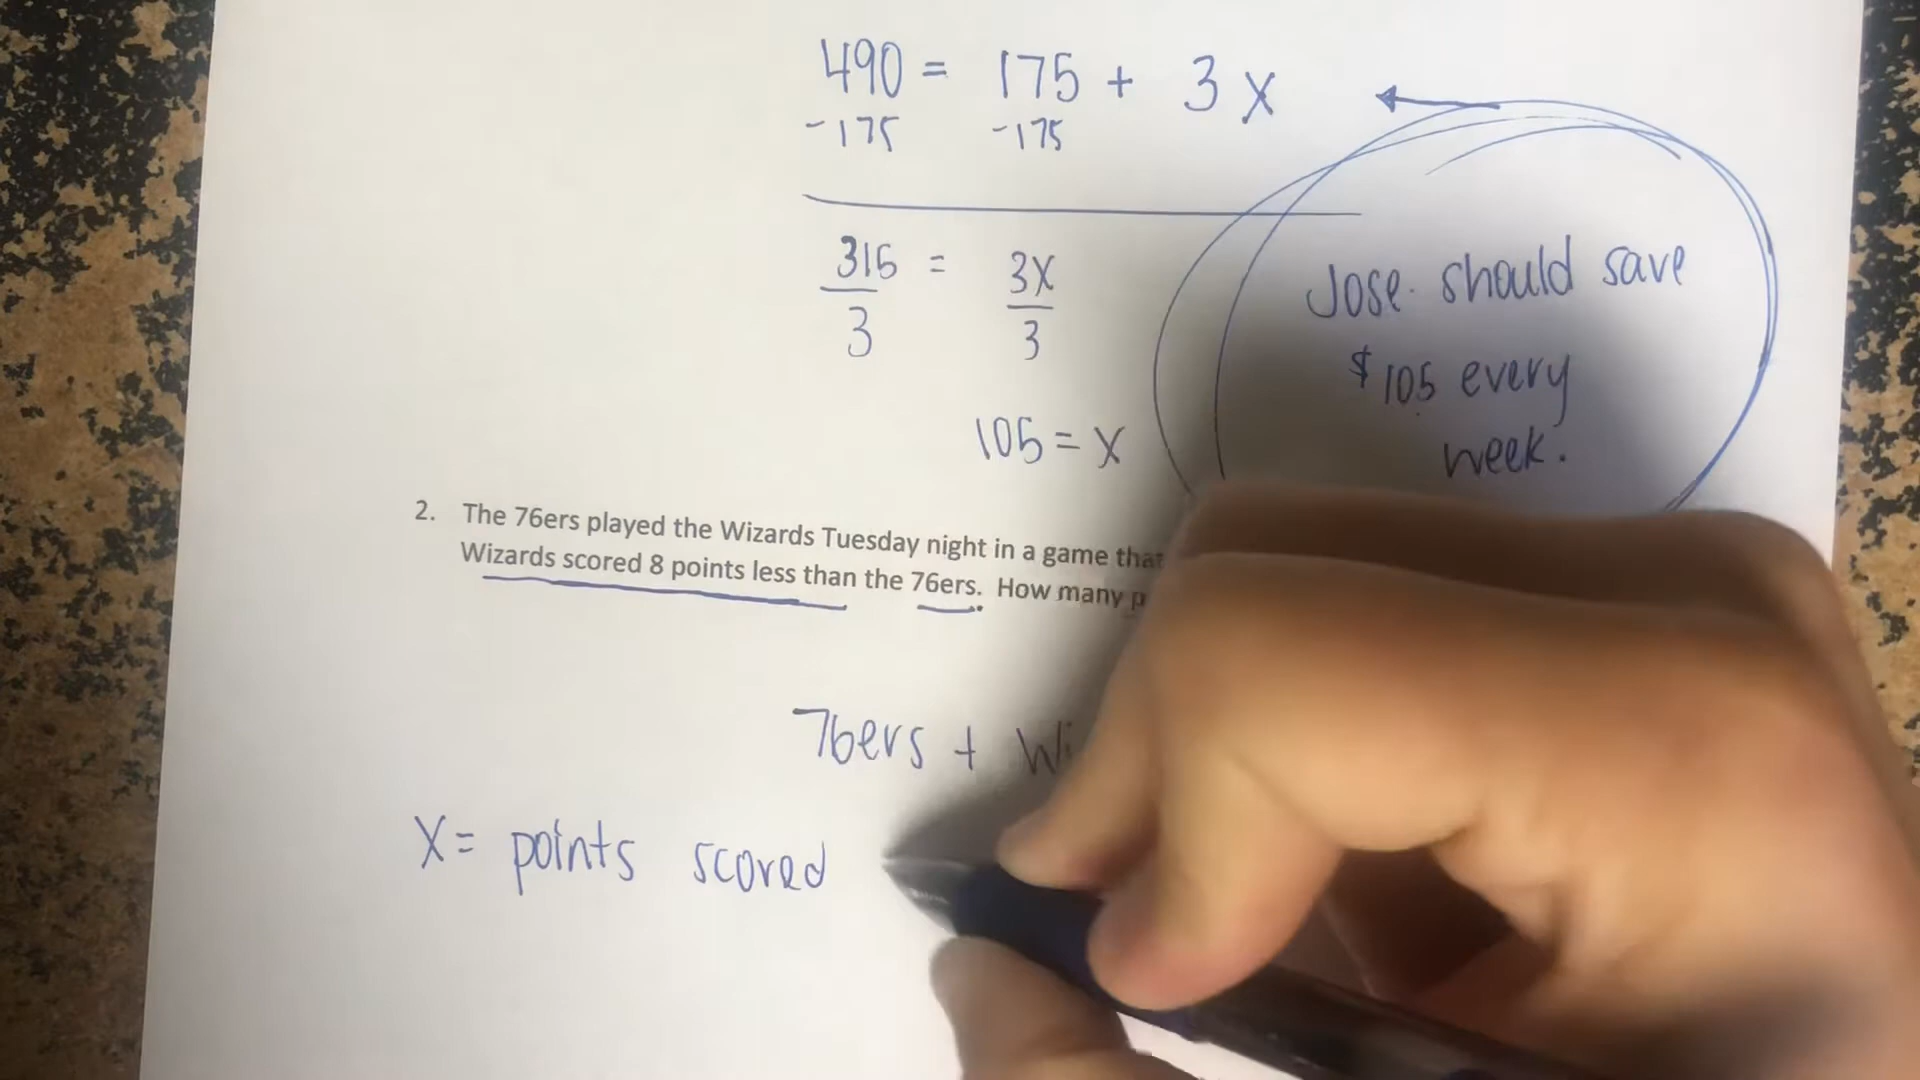 490 = 175 + 3x
-175 -175
315 = 3x
3 3
105 = x
Jose should save
$105 every
week.
2. The 76ers played the Wizards Tuesday night in a game that
Wizards scored 8 points less than the 76ers. How many
76ers +
X= points scored